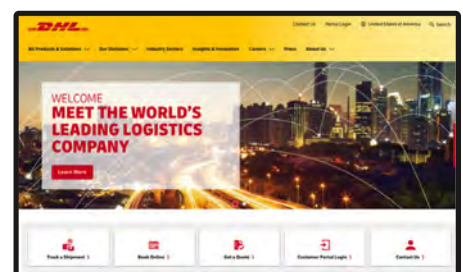 DHL
Contact Us Portal Login United States of America Search
All Products & Solutions Our Divisions Industry Sectors Insights & Innovation Careers Press About Us
WELCOME
MEET THE WORLD'S
LEADING LOGISTICS
COMPANY
Learn More
Track a Shipment Book Online Get a Quote Customer Portal Login Contact Us